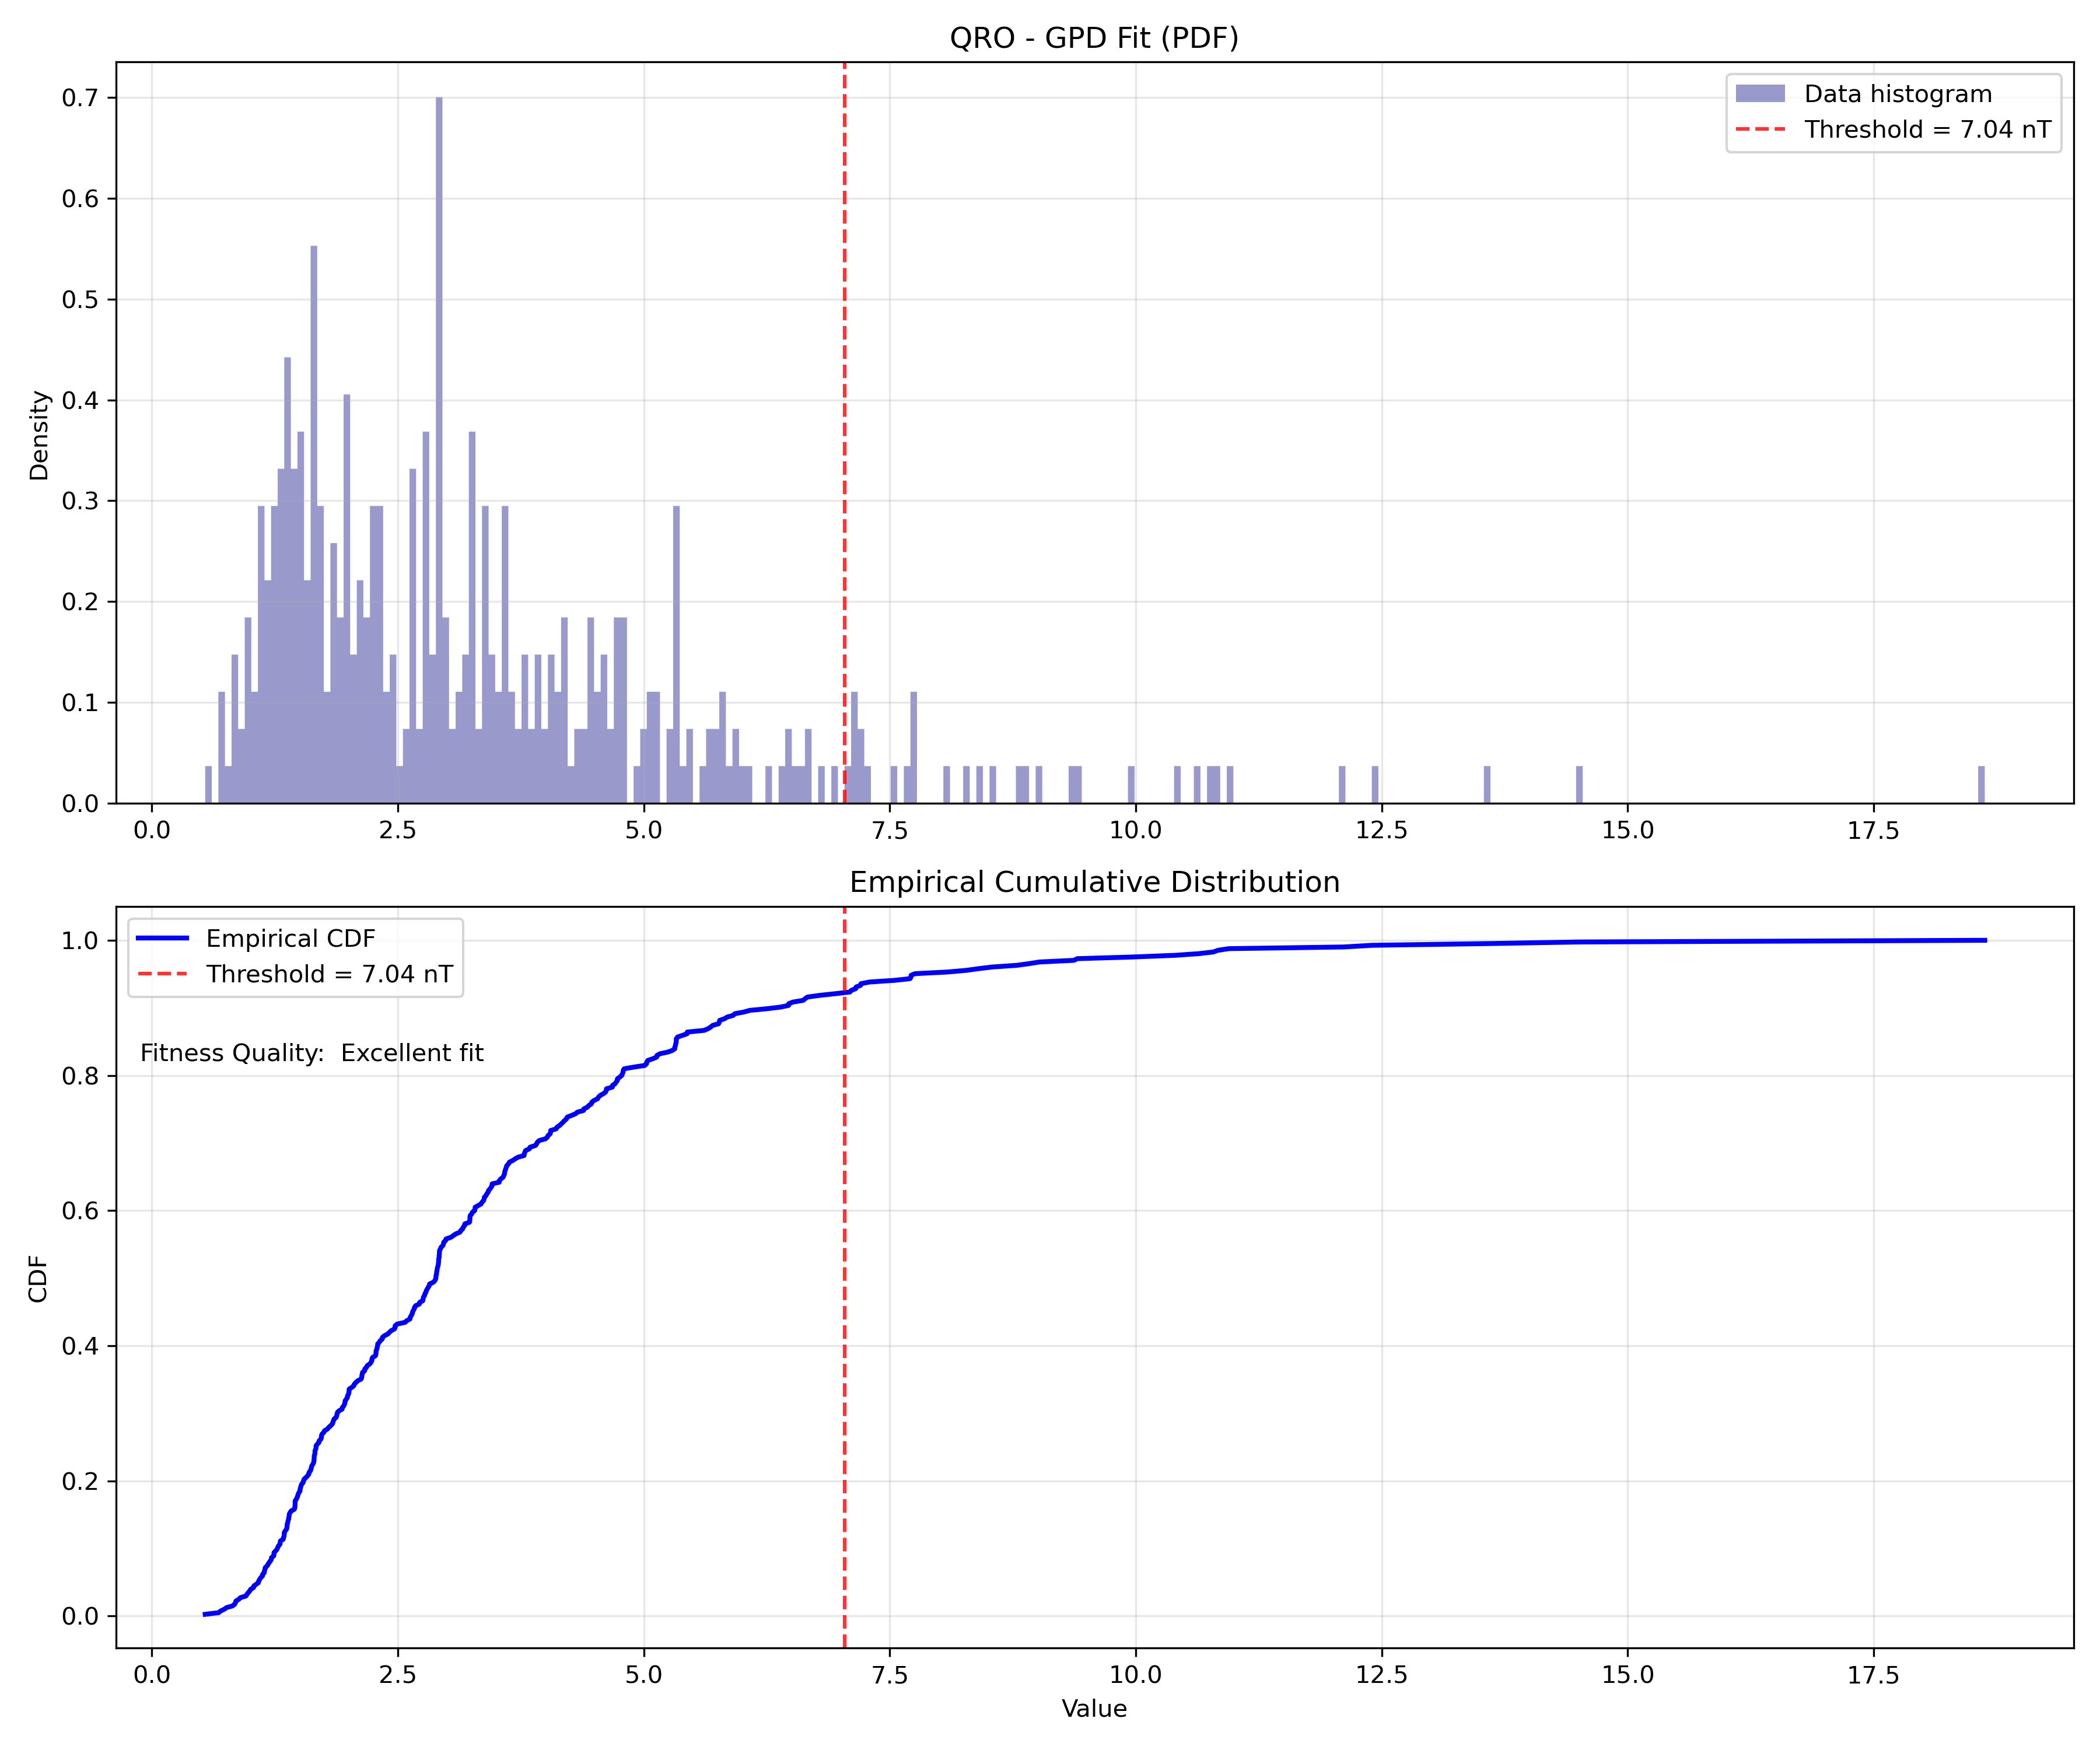 QRO - GPD Fit (PDF)
Data histogram
Threshold = 7.04 nT
Density
0.7
0.6
0.5
0.4
0.3
0.2
0.1
0.0
0.0 2.5 5.0 7.5 10.0 12.5 15.0 17.5
Empirical Cumulative Distribution
Empirical CDF
Threshold = 7.04 nT
Fitness Quality:  Excellent fit
CDF
1.0
0.8
0.6
0.4
0.2
0.0
0.0 2.5 5.0 7.5 10.0 12.5 15.0 17.5
Value